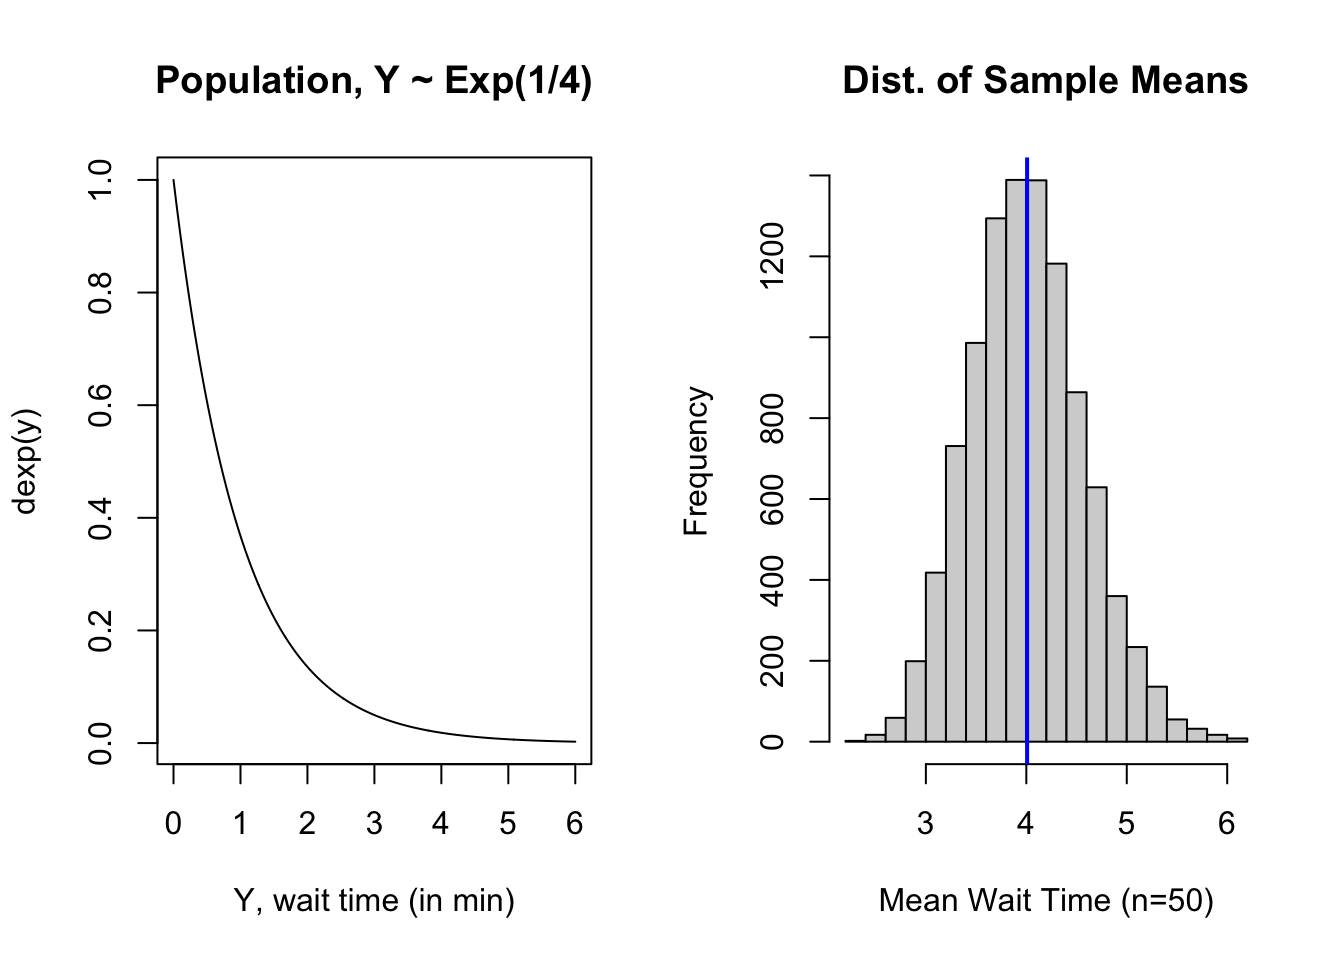 Population, Y ~ Exp(1/4)
dexp(y)
1.0
0.8
0.6
0.4
0.2
0.0
0 1 2 3 4 5 6
Y, wait time (in min)
Dist. of Sample Means
Frequency
1200
800
600
400
200
0
3 4 5 6
Mean Wait Time (n=50)